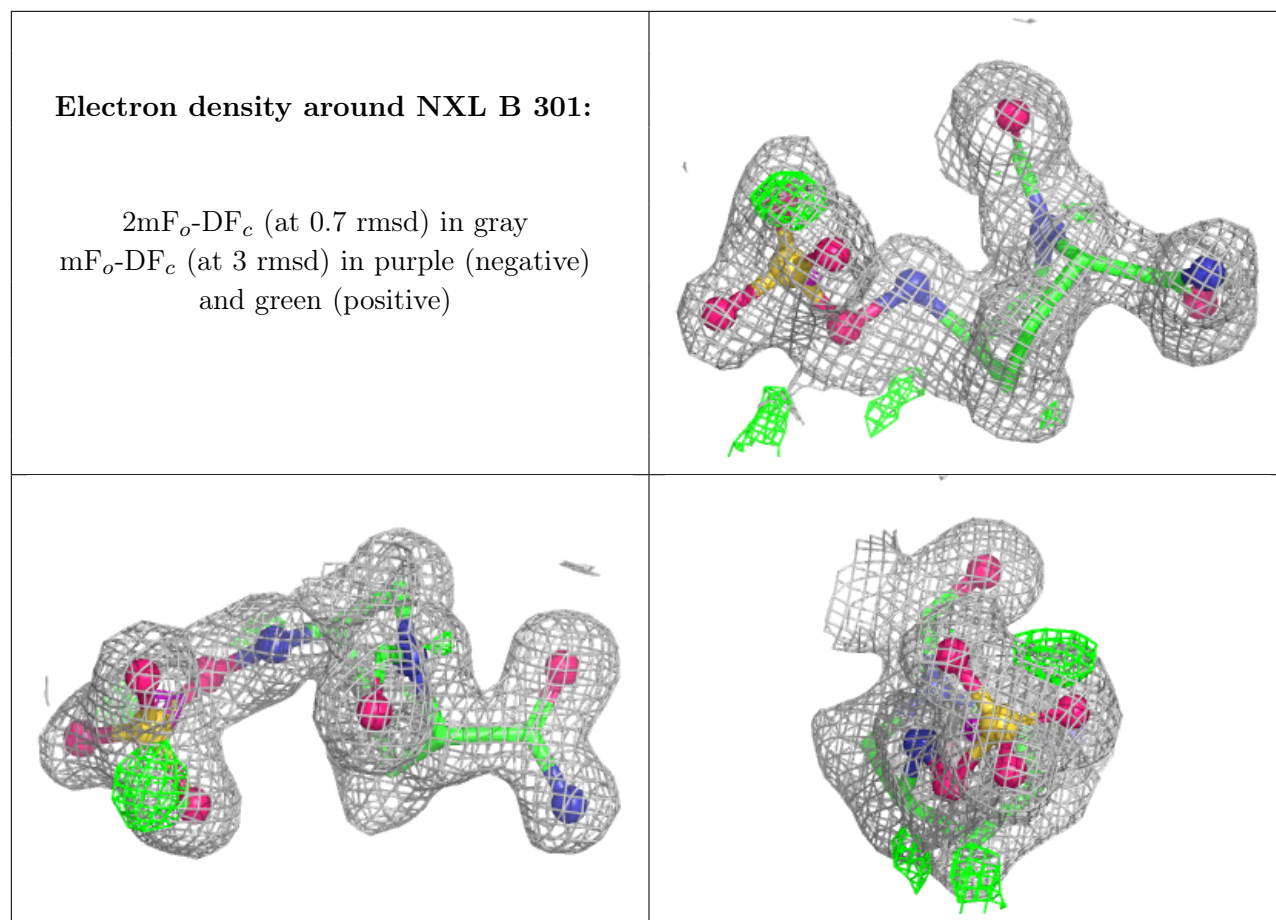 Electron density around NXL B 301:
2mFₒ-DF𝒸 (at 0.7 rmsd) in gray
mFₒ-DF𝒸 (at 3 rmsd) in purple (negative)
and green (positive)